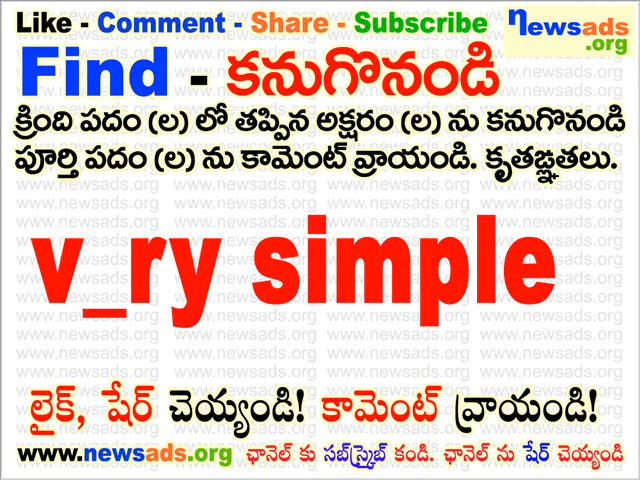 Like - Comment - Share - Subscribe
newsads
.org
Find - కనుగొనండి
క్రింది పదం (ల) లో తప్పిన అక్షరం (ల) ను కనుగొనండి
పూర్తి పదం (ల) ను కామెంట్ వ్రాయండి. కృతఙ్ఞతలు.
v_ry simple
లైక్, షేర్ చెయ్యండి! కామెంట్ వ్రాయండి!
www.newsads.org ఛానెల్ కు సబ్‌స్క్రైబ్ కండి. ఛానెల్ ను షేర్ చెయ్యండి